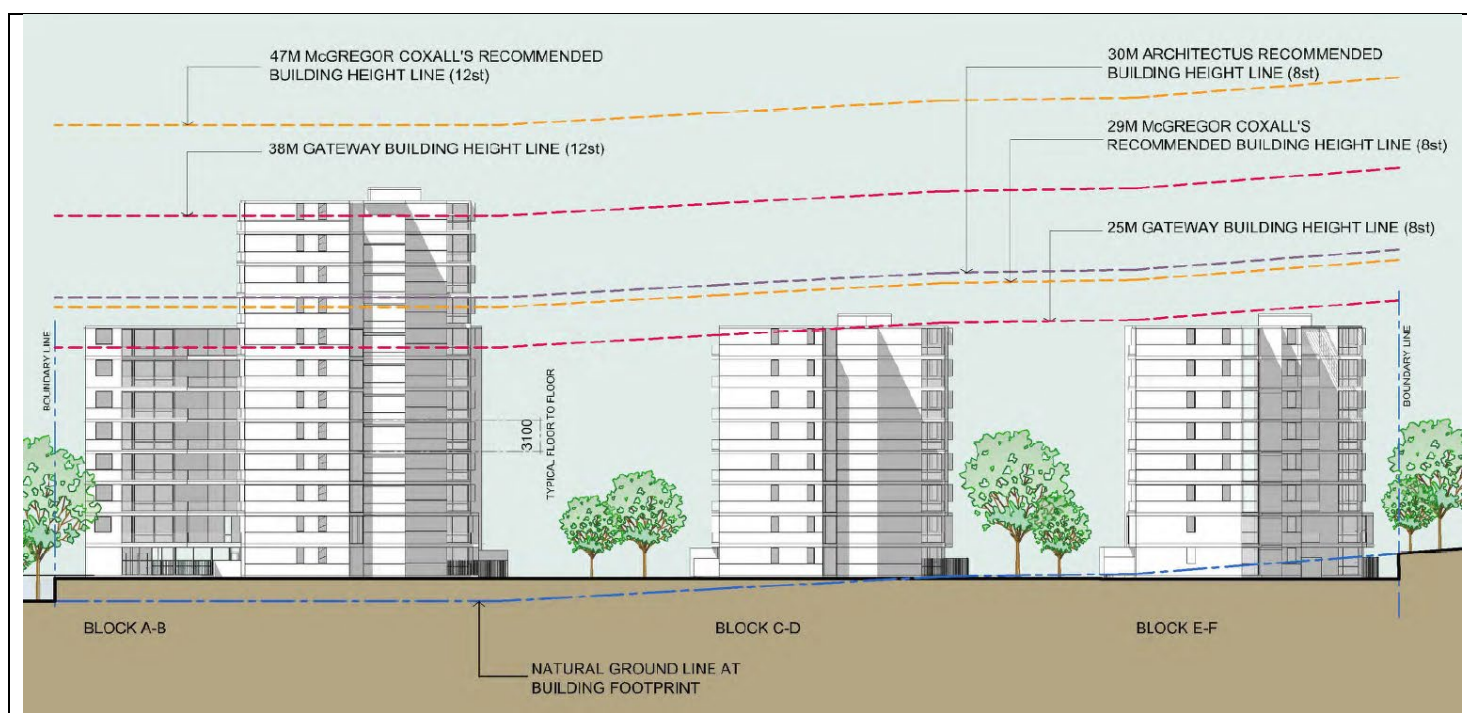 47M McGREGOR COXALL'S RECOMMENDED
BUILDING HEIGHT LINE (12st)
30M ARCHITECTUS RECOMMENDED
BUILDING HEIGHT LINE (8st)
38M GATEWAY BUILDING HEIGHT LINE (12st)
29M McGREGOR COXALL'S
RECOMMENDED BUILDING HEIGHT LINE (8st)
25M GATEWAY BUILDING HEIGHT LINE (8st)
BOUNDARY LINE
3100
TYPICAL FLOOR TO FLOOR
BOUNDARY LINE
BLOCK A-B
BLOCK C-D
BLOCK E-F
NATURAL GROUND LINE AT
BUILDING FOOTPRINT